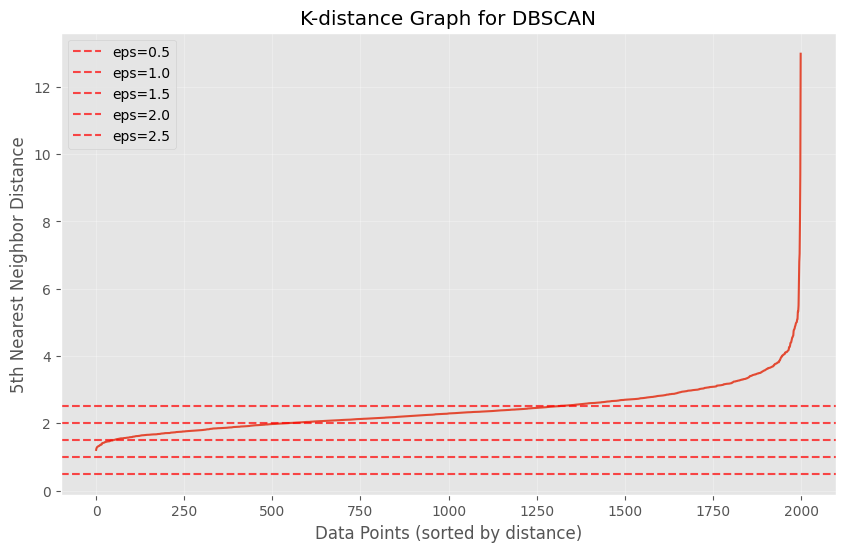 K-distance Graph for DBSCAN
eps=0.5
eps=1.0
eps=1.5
eps=2.0
eps=2.5
5th Nearest Neighbor Distance
12
10
8
6
4
2
0
0 250 500 750 1000 1250 1500 1750 2000
Data Points (sorted by distance)